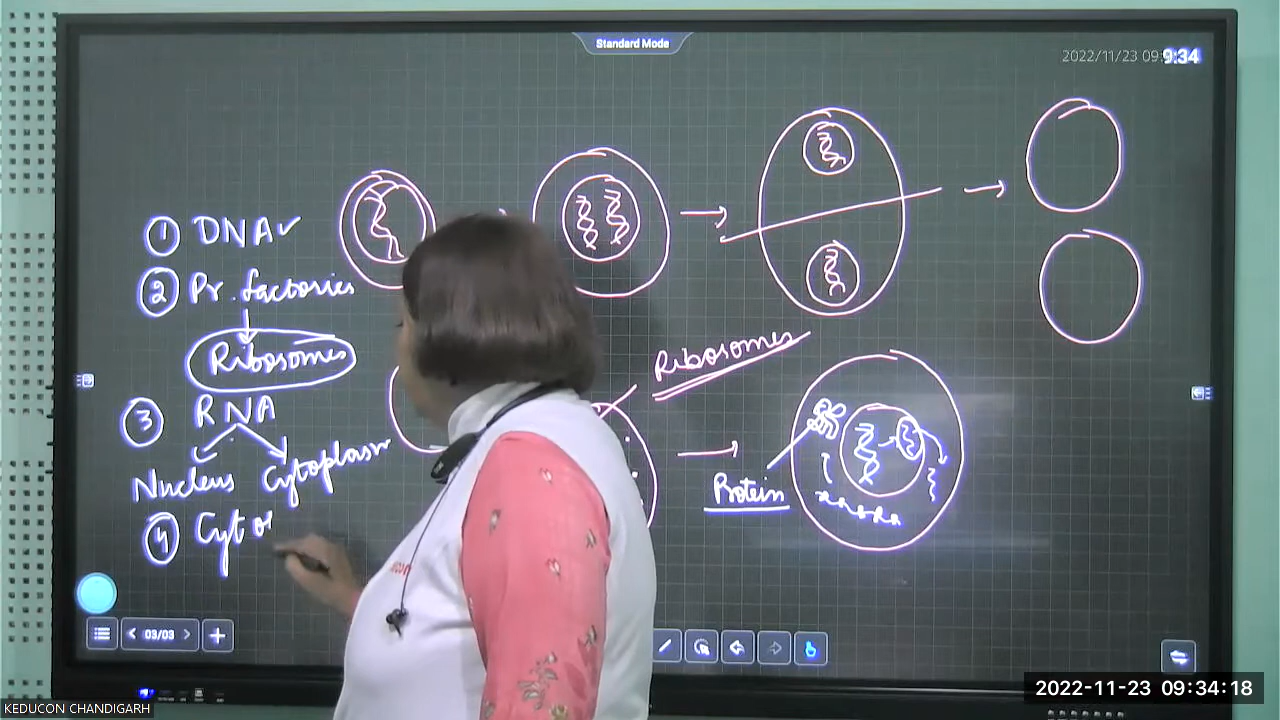 Standard Mode
2022/11/23 09:
9:34
① DNA✓
② Pr. factories
Ribosomes
③ RNA
Nucleus Cytoplasm
④ Cyto
Ribosomes
Protein
03/03
2022-11-23 09:34:18
KEDUCON CHANDIGARH